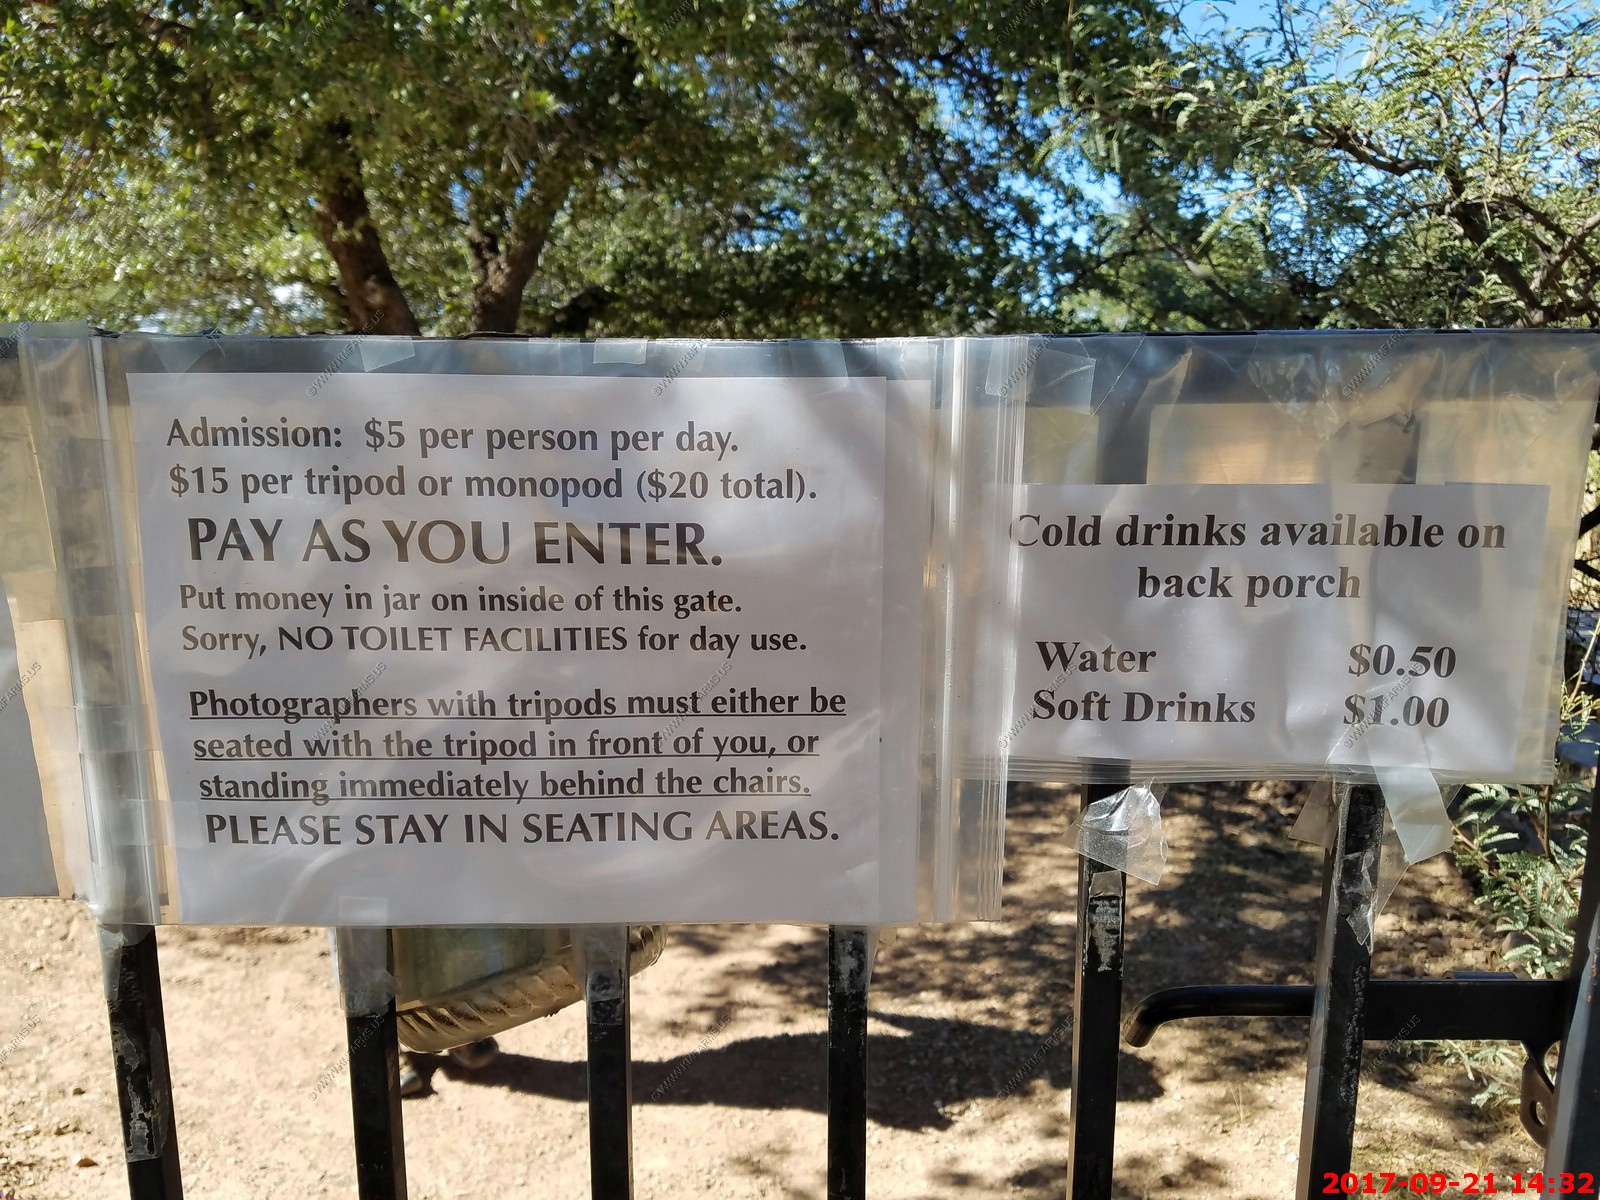 Admission: $5 per person per day.
$15 per tripod or monopod ($20 total).
PAY AS YOU ENTER.
Put money in jar on inside of this gate.
Sorry, NO TOILET FACILITIES for day use.
Photographers with tripods must either be
seated with the tripod in front of you, or
standing immediately behind the chairs.
PLEASE STAY IN SEATING AREAS.
Cold drinks available on
back porch
Water $0.50
Soft Drinks $1.00
©WWW.KMFARMS.US
2017-09-21 14:32